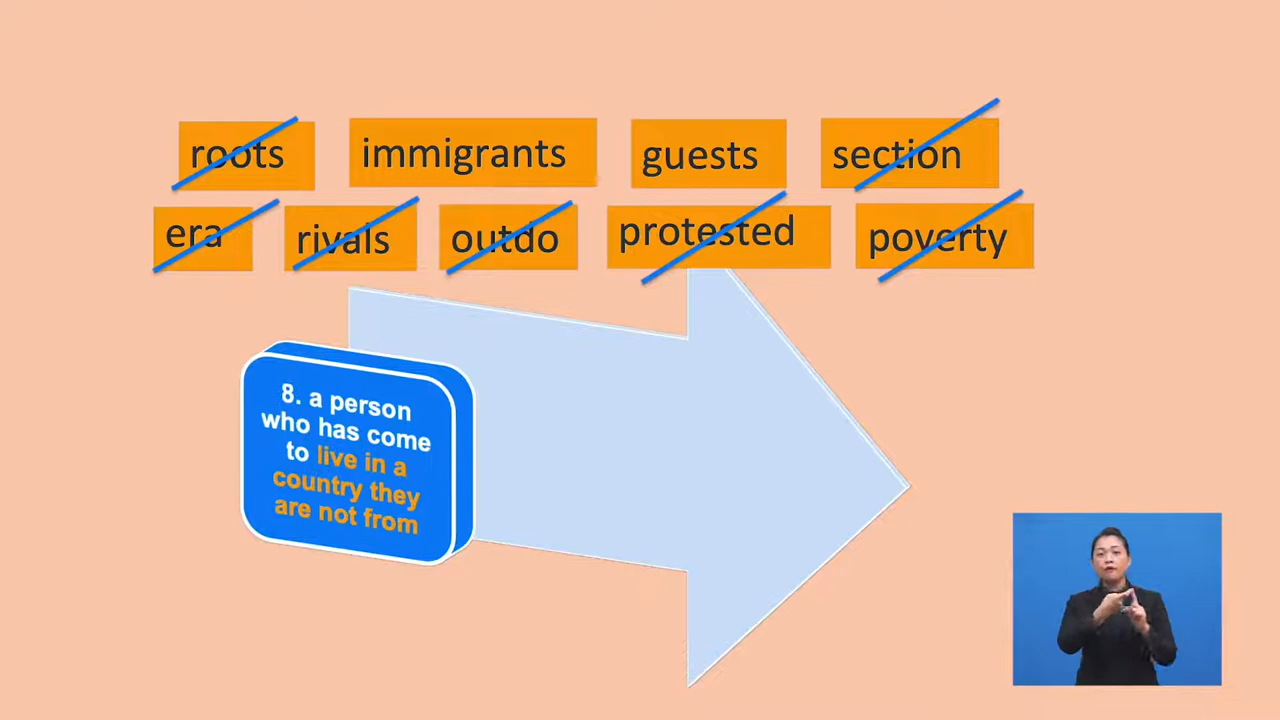 roots immigrants guests section
era rivals outdo protested poverty
8. a person
who has come
to live in a
country they
are not from